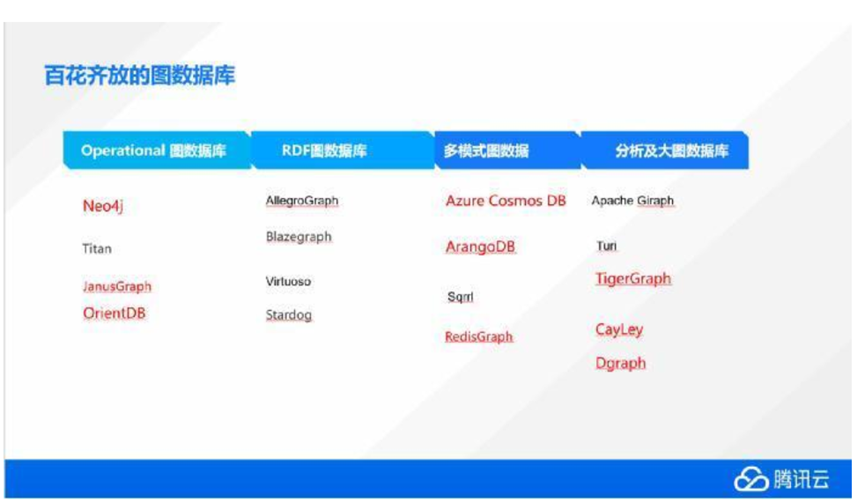 百花齐放的图数据库
Operational 图数据库
RDF图数据库
多模式图数据
分析及大图数据库
Neo4j
Titan
JanusGraph
OrientDB
AllegroGraph
Blazegraph
Virtuoso
Stardog
Azure Cosmos DB
ArangoDB
Sqrrl
RedisGraph
Apache Giraph
Turi
TigerGraph
CayLey
Dgraph
腾讯云